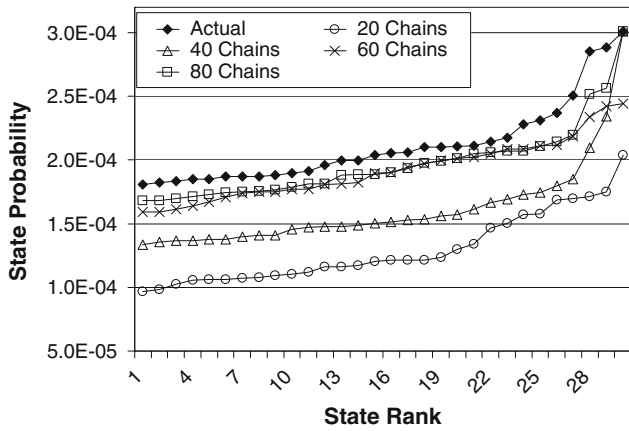 Actual
20 Chains
40 Chains
60 Chains
80 Chains
3.0E-04
2.5E-04
2.0E-04
1.5E-04
1.0E-04
5.0E-05
State Probability
1 4 7 10 13 16 19 22 25 28
State Rank